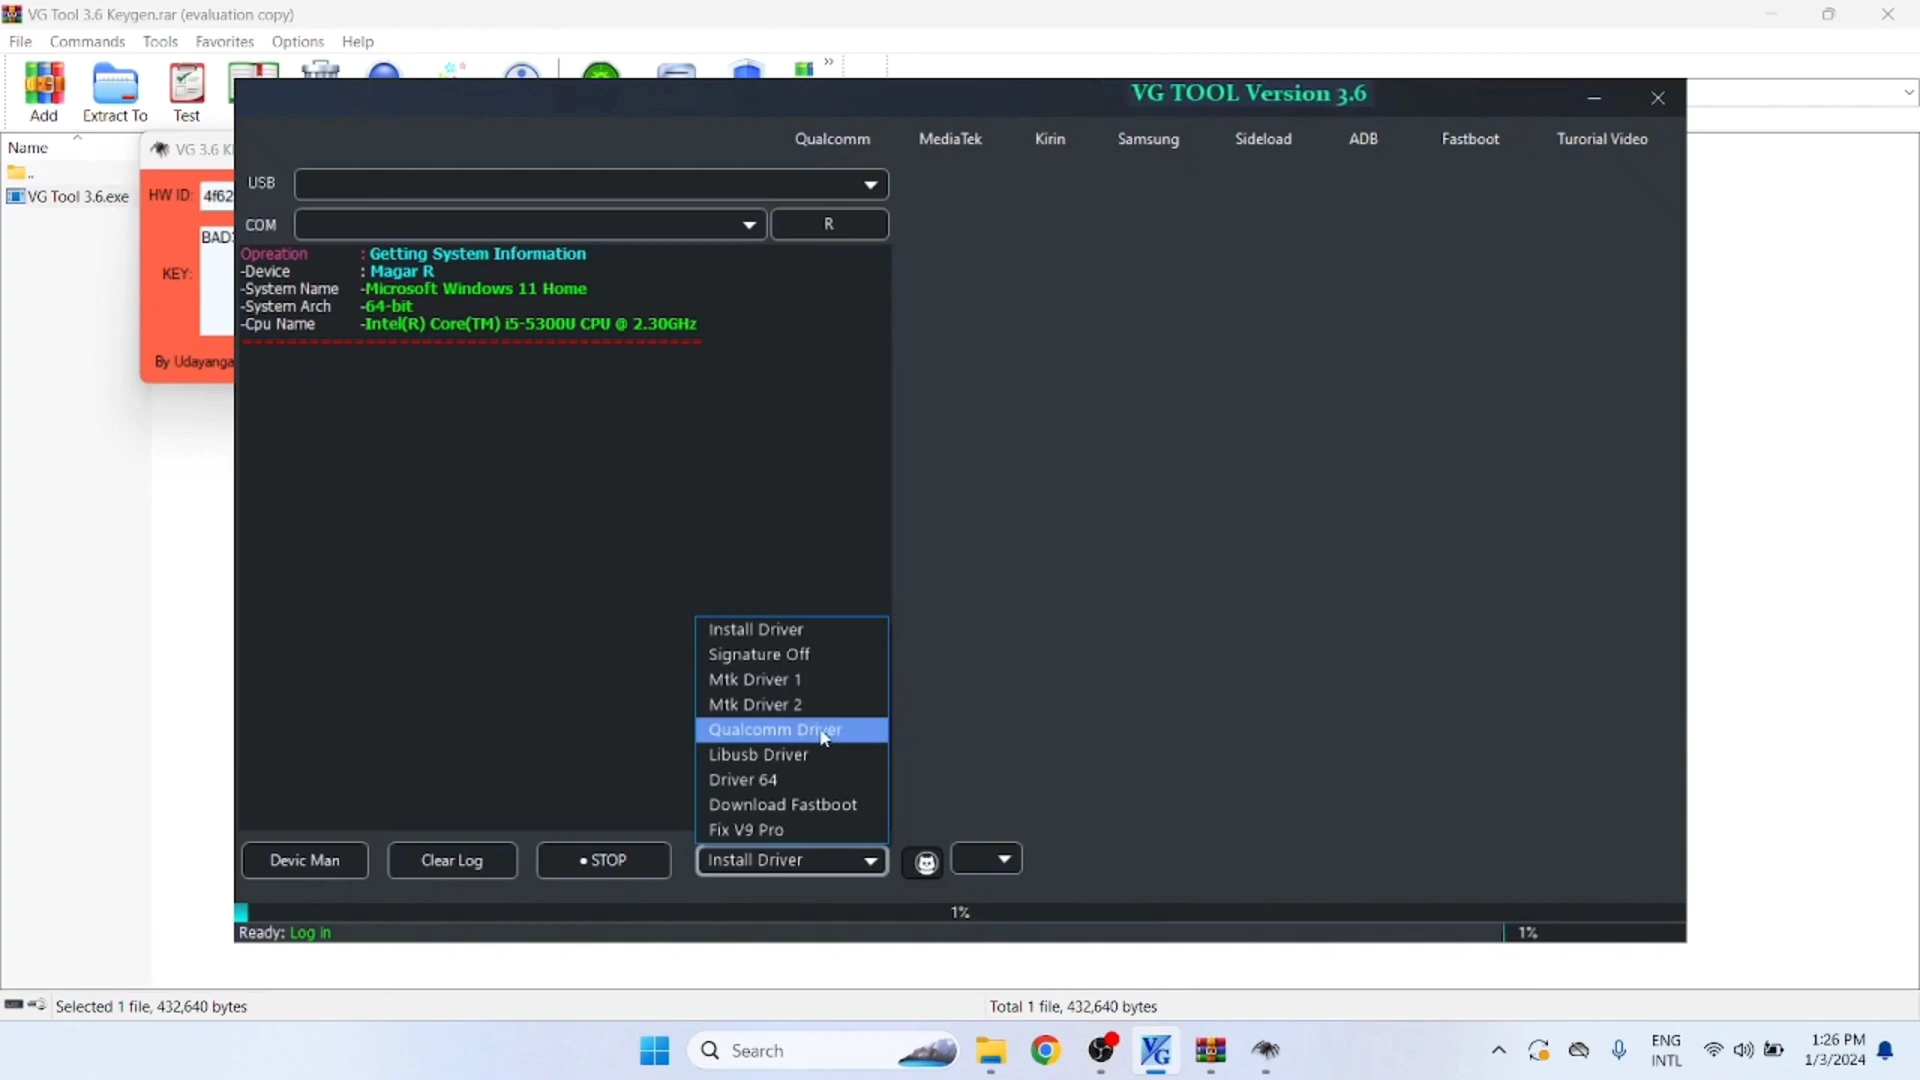 VG Tool 3.6 Keygen.rar (evaluation copy)
File Commands Tools Favorites Options Help
Add Extract To Test
VG TOOL Version 3.6
Name
VG 3.6
Qualcomm MediaTek Kirin Samsung Sideload ADB Fastboot Turorial Video
..
VG Tool 3.6.exe
HW ID: 4f62
USB
COM R
BAD
KEY:
By Udayanga
Opreation : Getting System Information
-Device : Magar R
-System Name -Microsoft Windows 11 Home
-System Arch -64-bit
-Cpu Name -Intel(R) Core(TM) i5-5300U CPU @ 2.30GHz
Install Driver
Signature Off
Mtk Driver 1
Mtk Driver 2
Qualcomm Driver
Libusb Driver
Driver 64
Download Fastboot
Fix V9 Pro
Devic Man Clear Log • STOP Install Driver
1%
Ready: Log in 1%
Selected 1 file, 432,640 bytes Total 1 file, 432,640 bytes
Search
ENG
INTL
1:26 PM
1/3/2024